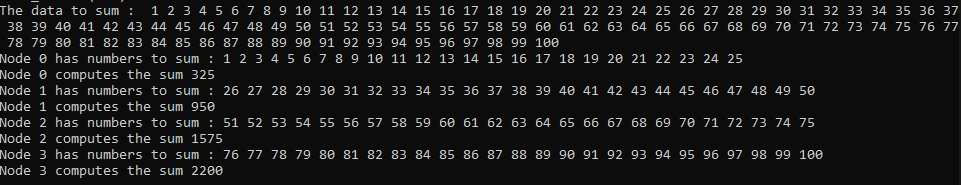 The data to sum :  1 2 3 4 5 6 7 8 9 10 11 12 13 14 15 16 17 18 19 20 21 22 23 24 25 26 27 28 29 30 31 32 33 34 35 36 37
38 39 40 41 42 43 44 45 46 47 48 49 50 51 52 53 54 55 56 57 58 59 60 61 62 63 64 65 66 67 68 69 70 71 72 73 74 75 76 77
78 79 80 81 82 83 84 85 86 87 88 89 90 91 92 93 94 95 96 97 98 99 100
Node 0 has numbers to sum : 1 2 3 4 5 6 7 8 9 10 11 12 13 14 15 16 17 18 19 20 21 22 23 24 25
Node 0 computes the sum 325
Node 1 has numbers to sum : 26 27 28 29 30 31 32 33 34 35 36 37 38 39 40 41 42 43 44 45 46 47 48 49 50
Node 1 computes the sum 950
Node 2 has numbers to sum : 51 52 53 54 55 56 57 58 59 60 61 62 63 64 65 66 67 68 69 70 71 72 73 74 75
Node 2 computes the sum 1575
Node 3 has numbers to sum : 76 77 78 79 80 81 82 83 84 85 86 87 88 89 90 91 92 93 94 95 96 97 98 99 100
Node 3 computes the sum 2200